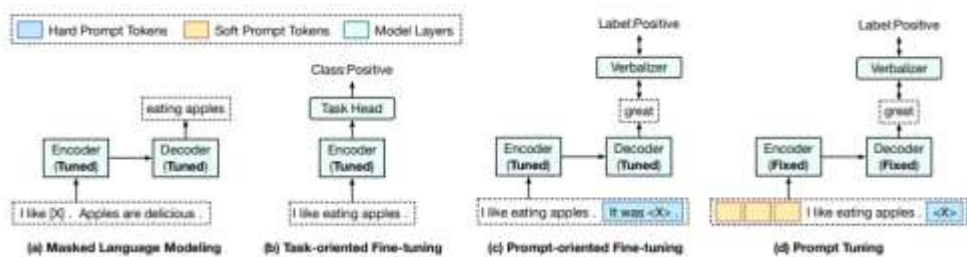 Hard Prompt Tokens Soft Prompt Tokens Model Layers
eating apples
Encoder
(Tuned)
Decoder
(Tuned)
I like [X] . Apples are delicious .
(a) Masked Language Modeling
Class:Positive
Task Head
Encoder
(Tuned)
I like eating apples .
(b) Task-oriented Fine-tuning
Label:Positive
Verbalizer
great
Encoder
(Tuned)
Decoder
(Tuned)
I like eating apples . It was <X>
(c) Prompt-oriented Fine-tuning
Label:Positive
Verbalizer
great
Encoder
(Fixed)
Decoder
(Fixed)
I like eating apples . <X>
(d) Prompt Tuning